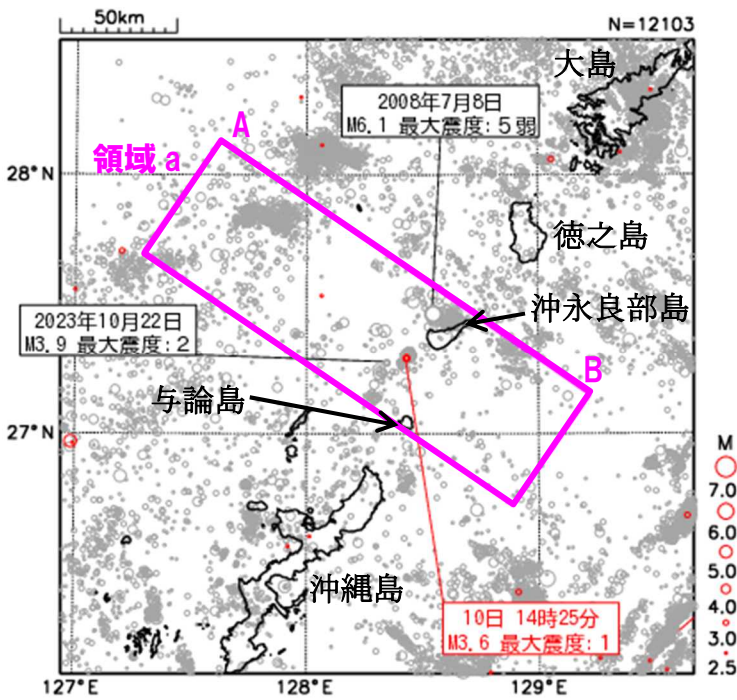 50km
N=12103
大島
2008年7月8日
M6.1 最大震度:5弱
A
領域a
28°N
徳之島
沖永良部島
2023年10月22日
M3.9 最大震度:2
B
与論島
27°N
M
7.0
6.0
5.0
4.0
3.0
2.5
沖縄島
10日 14時25分
M3.6 最大震度:1
127°E
128°E
129°E